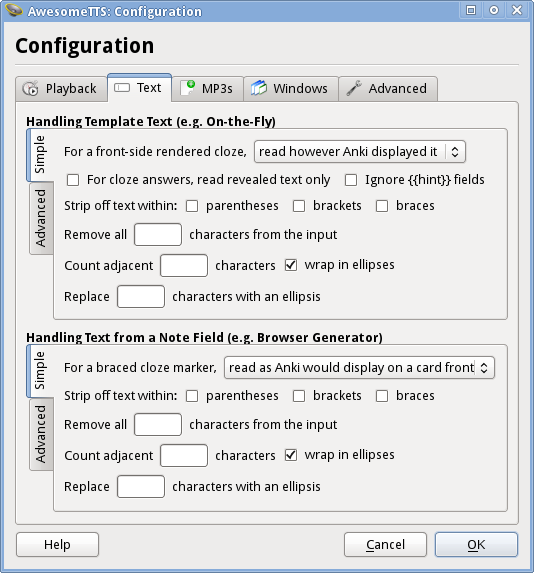 AwesomeTTS: Configuration
Configuration
Playback Text MP3s Windows Advanced
Handling Template Text (e.g. On-the-Fly)
Simple
Advanced
For a front-side rendered cloze, read however Anki displayed it
For cloze answers, read revealed text only Ignore {{hint}} fields
Strip off text within: parentheses brackets braces
Remove all characters from the input
Count adjacent characters wrap in ellipses
Replace characters with an ellipsis
Handling Text from a Note Field (e.g. Browser Generator)
Simple
Advanced
For a braced cloze marker, read as Anki would display on a card front
Strip off text within: parentheses brackets braces
Remove all characters from the input
Count adjacent characters wrap in ellipses
Replace characters with an ellipsis
Help Cancel OK